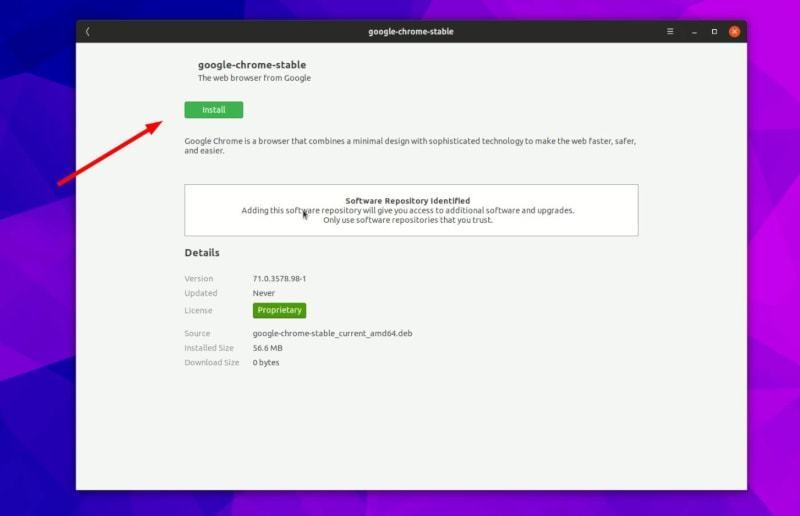 google-chrome-stable
google-chrome-stable
The web browser from Google
Install
Google Chrome is a browser that combines a minimal design with sophisticated technology to make the web faster, safer,
and easier.
Software Repository Identified
Adding this software repository will give you access to additional software and upgrades.
Only use software repositories that you trust.
Details
Version 71.0.3578.98-1
Updated Never
License Proprietary
Source google-chrome-stable_current_amd64.deb
Installed Size 56.6 MB
Download Size 0 bytes